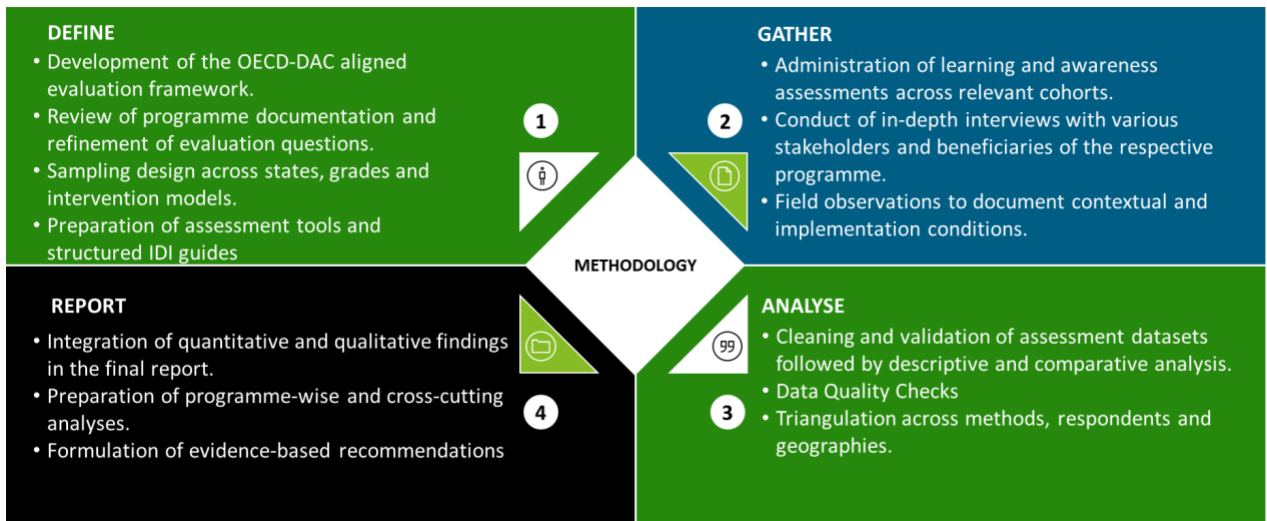 DEFINE
• Development of the OECD-DAC aligned
evaluation framework.
• Review of programme documentation and
refinement of evaluation questions.
• Sampling design across states, grades and
intervention models.
• Preparation of assessment tools and
structured IDI guides
1
GATHER
• Administration of learning and awareness
assessments across relevant cohorts.
• Conduct of in-depth interviews with various
stakeholders and beneficiaries of the respective
programme.
• Field observations to document contextual and
implementation conditions.
2
METHODOLOGY
ANALYSE
• Cleaning and validation of assessment datasets
followed by descriptive and comparative analysis.
• Data Quality Checks
• Triangulation across methods, respondents and
geographies.
3
REPORT
• Integration of quantitative and qualitative findings
in the final report.
• Preparation of programme-wise and cross-cutting
analyses.
• Formulation of evidence-based recommendations
4